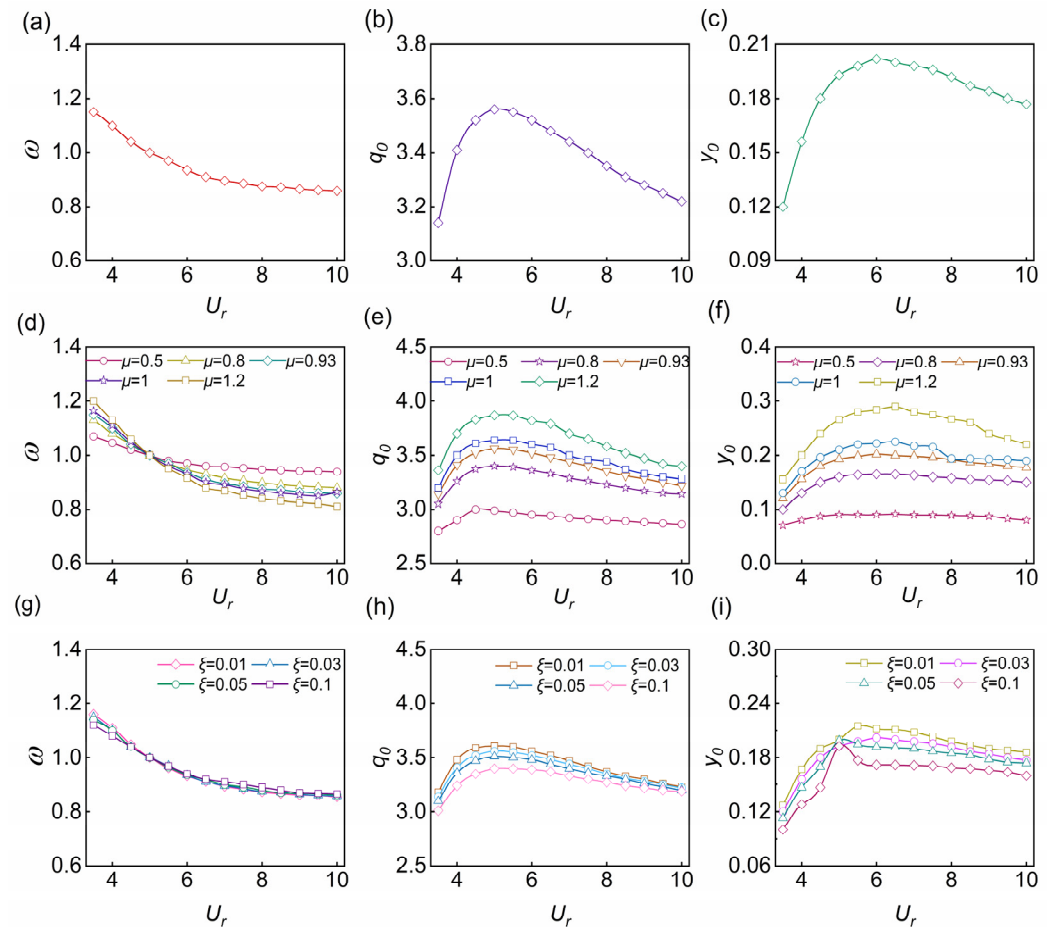 (a)
1.4
1.2
1.0
0.8
0.6
ω
4 6 8 10
U_r
(b)
3.8
3.6
3.4
3.2
3.0
q_0
4 6 8 10
U_r
(c)
0.21
0.18
0.15
0.12
0.09
y_0
4 6 8 10
U_r
(d)
1.4
1.2
1.0
0.8
0.6
ω
μ=0.5 μ=0.8 μ=0.93
μ=1 μ=1.2
4 6 8 10
U_r
(e)
4.5
4.0
3.5
3.0
2.5
q_0
μ=0.5 μ=0.8 μ=0.93
μ=1 μ=1.2
4 6 8 10
U_r
(f)
0.4
0.3
0.2
0.1
0.0
y_0
μ=0.5 μ=0.8 μ=0.93
μ=1 μ=1.2
4 6 8 10
U_r
(g)
1.4
1.2
1.0
0.8
0.6
ω
ξ=0.01 ξ=0.03
ξ=0.05 ξ=0.1
4 6 8 10
U_r
(h)
4.5
4.0
3.5
3.0
2.5
q_0
ξ=0.01 ξ=0.03
ξ=0.05 ξ=0.1
4 6 8 10
U_r
(i)
0.30
0.24
0.18
0.12
0.06
y_0
ξ=0.01 ξ=0.03
ξ=0.05 ξ=0.1
4 6 8 10
U_r